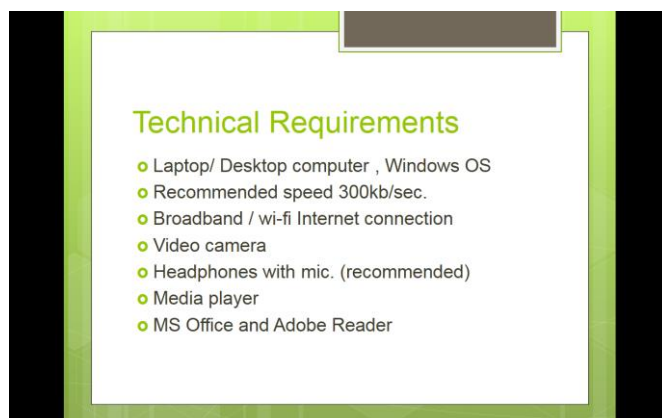 Technical Requirements
Laptop/ Desktop computer , Windows OS
Recommended speed 300kb/sec.
Broadband / wi-fi Internet connection
Video camera
Headphones with mic. (recommended)
Media player
MS Office and Adobe Reader